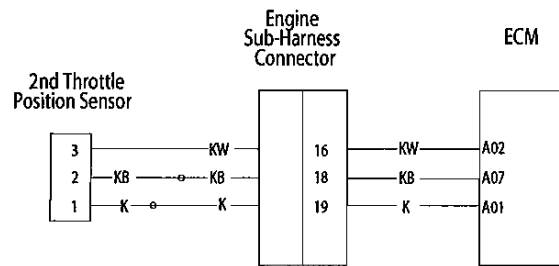 Engine
Sub-Harness
Connector
ECM
2nd Throttle
Position Sensor
3 KW 16 KW A02
2 KB KB 18 KB A07
1 K K 19 K A01